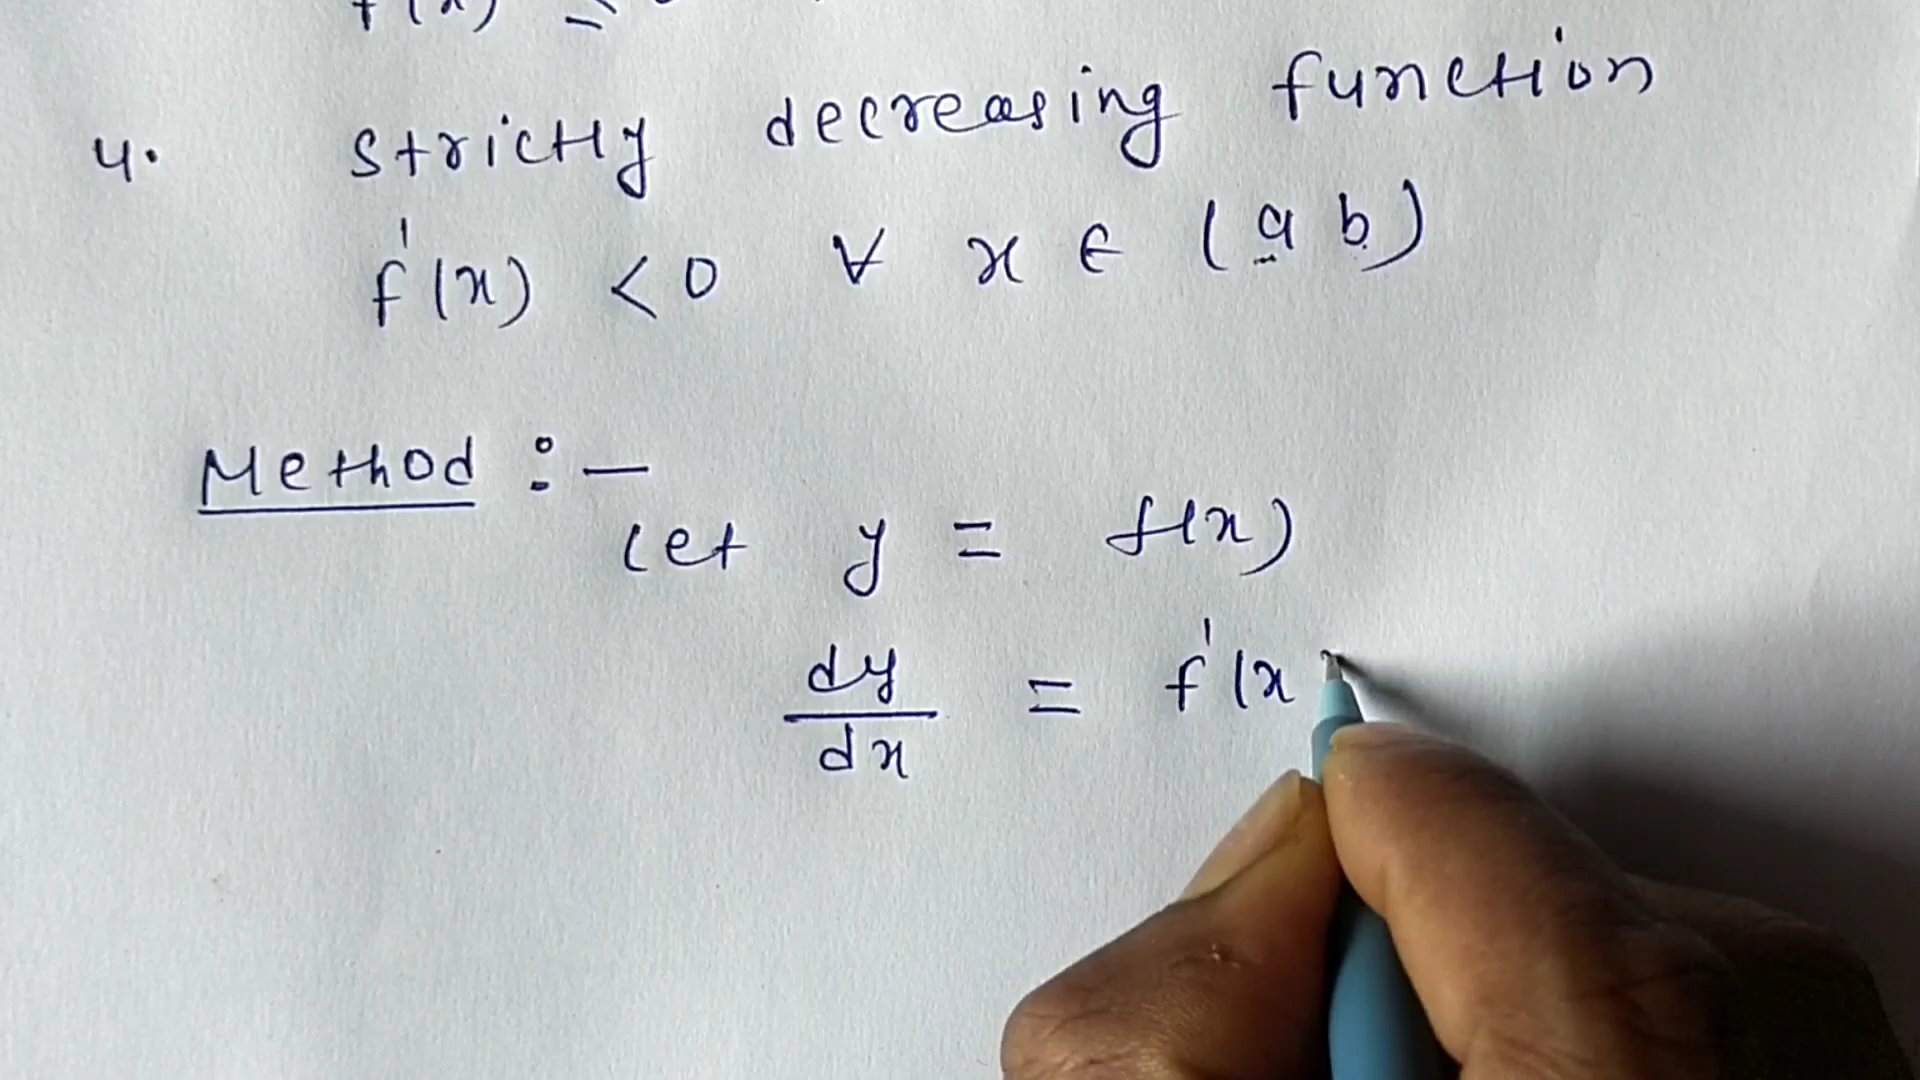 f(x) =
4. strictly decreasing function
f'(x) < 0 ∀ x ∈ (a b)
Method :-
let y = f(x)
dy/dx = f'(x